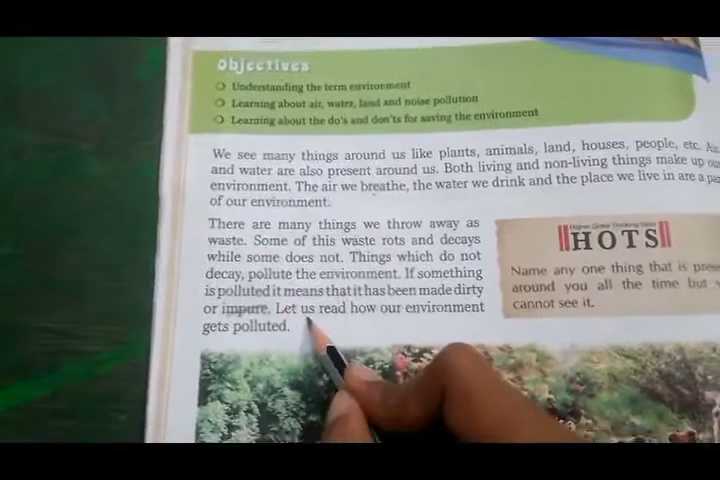 Objectives
Understanding the term environment
Learning about air, water, land and noise pollution
Learning about the do's and don'ts for saving the environment
We see many things around us like plants, animals, land, houses, people, etc.
and water are also present around us. Both living and non-living things make up
environment. The air we breathe, the water we drink and the place we live in are a
of our environment.
There are many things we throw away as
waste. Some of this waste rots and decays
while some does not. Things which do not
decay, pollute the environment. If something
is polluted it means that it has been made dirty
or impure. Let us read how our environment
gets polluted.
Higher Order Thinking Skills
HOTS
Name any one thing that is
around you all the time but
cannot see it.